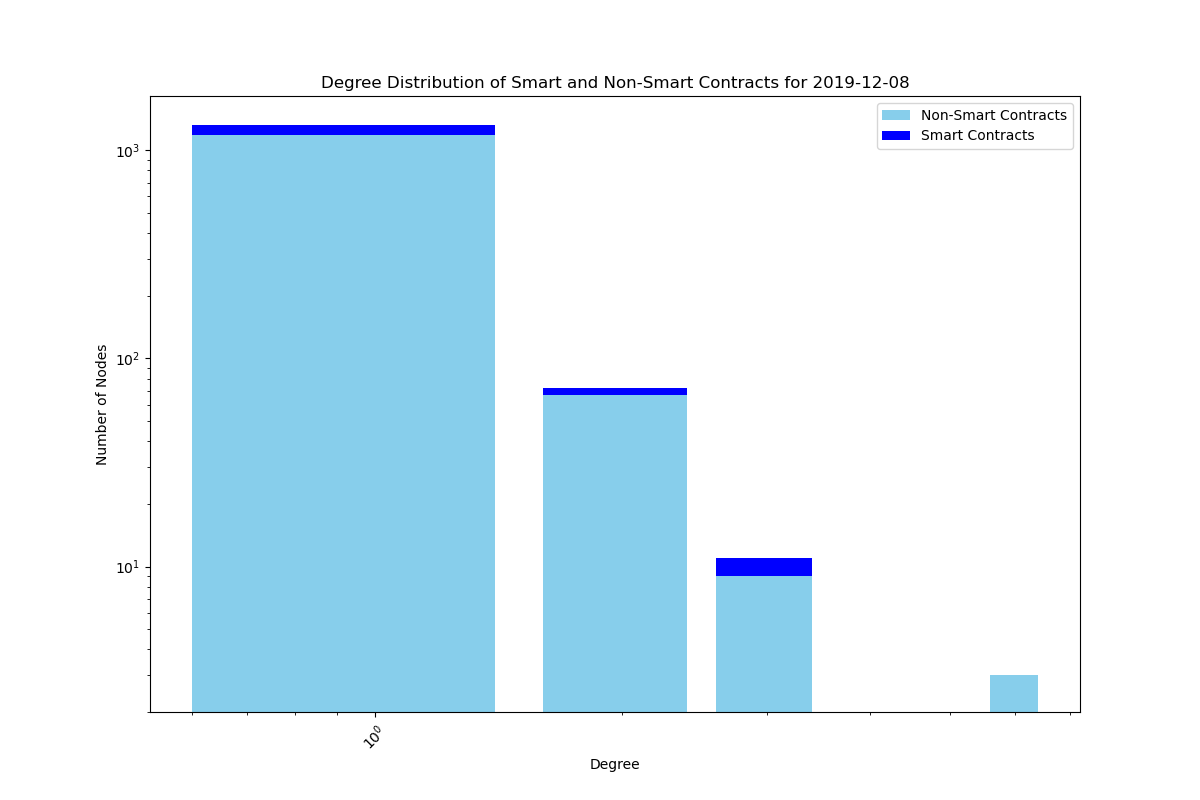 Degree Distribution of Smart and Non-Smart Contracts for 2019-12-08
Non-Smart Contracts
Smart Contracts
10³
10²
10¹
Number of Nodes
10⁰
Degree